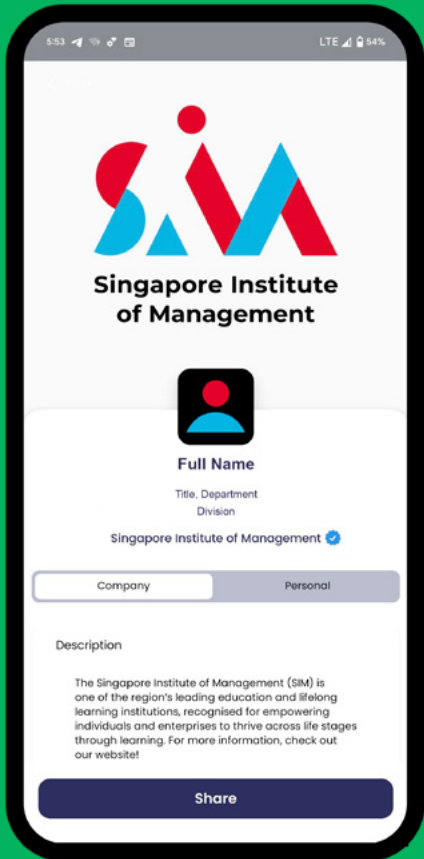 5:53
LTE 54%
SIM
Singapore Institute
of Management
Full Name
Title, Department
Division
Singapore Institute of Management
Company
Personal
Description
The Singapore Institute of Management (SIM) is
one of the region's leading education and lifelong
learning institutions, recognised for empowering
individuals and enterprises to thrive across life stages
through learning. For more information, check out
our website!
Share